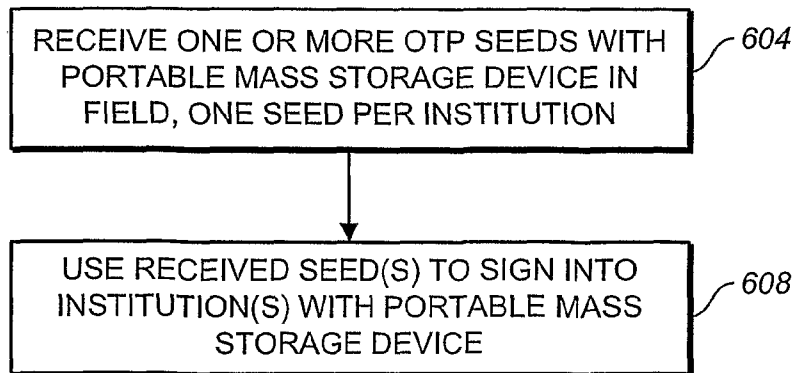 RECEIVE ONE OR MORE OTP SEEDS WITH
PORTABLE MASS STORAGE DEVICE IN
FIELD, ONE SEED PER INSTITUTION
604
USE RECEIVED SEED(S) TO SIGN INTO
INSTITUTION(S) WITH PORTABLE MASS
STORAGE DEVICE
608